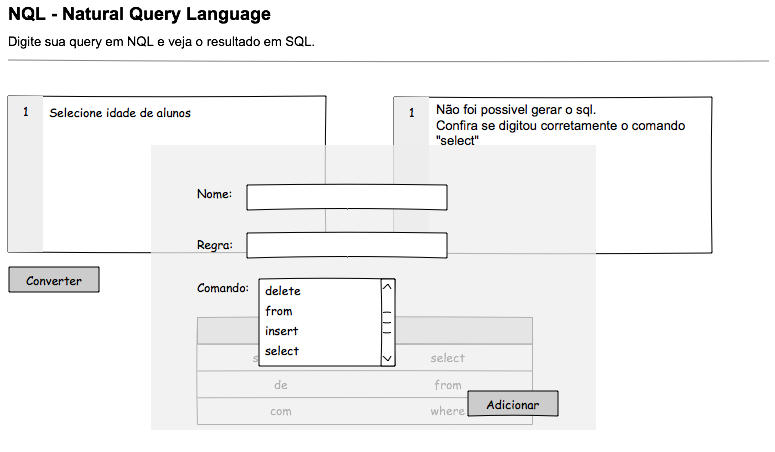 NQL - Natural Query Language
Digite sua query em NQL e veja o resultado em SQL.
1 Selecione idade de alunos
1 Não foi possivel gerar o sql.
Confira se digitou corretamente o comando
"select"
Nome:
Regra:
Comando:
delete
from
insert
select
Converter
select
de from
com where
Adicionar